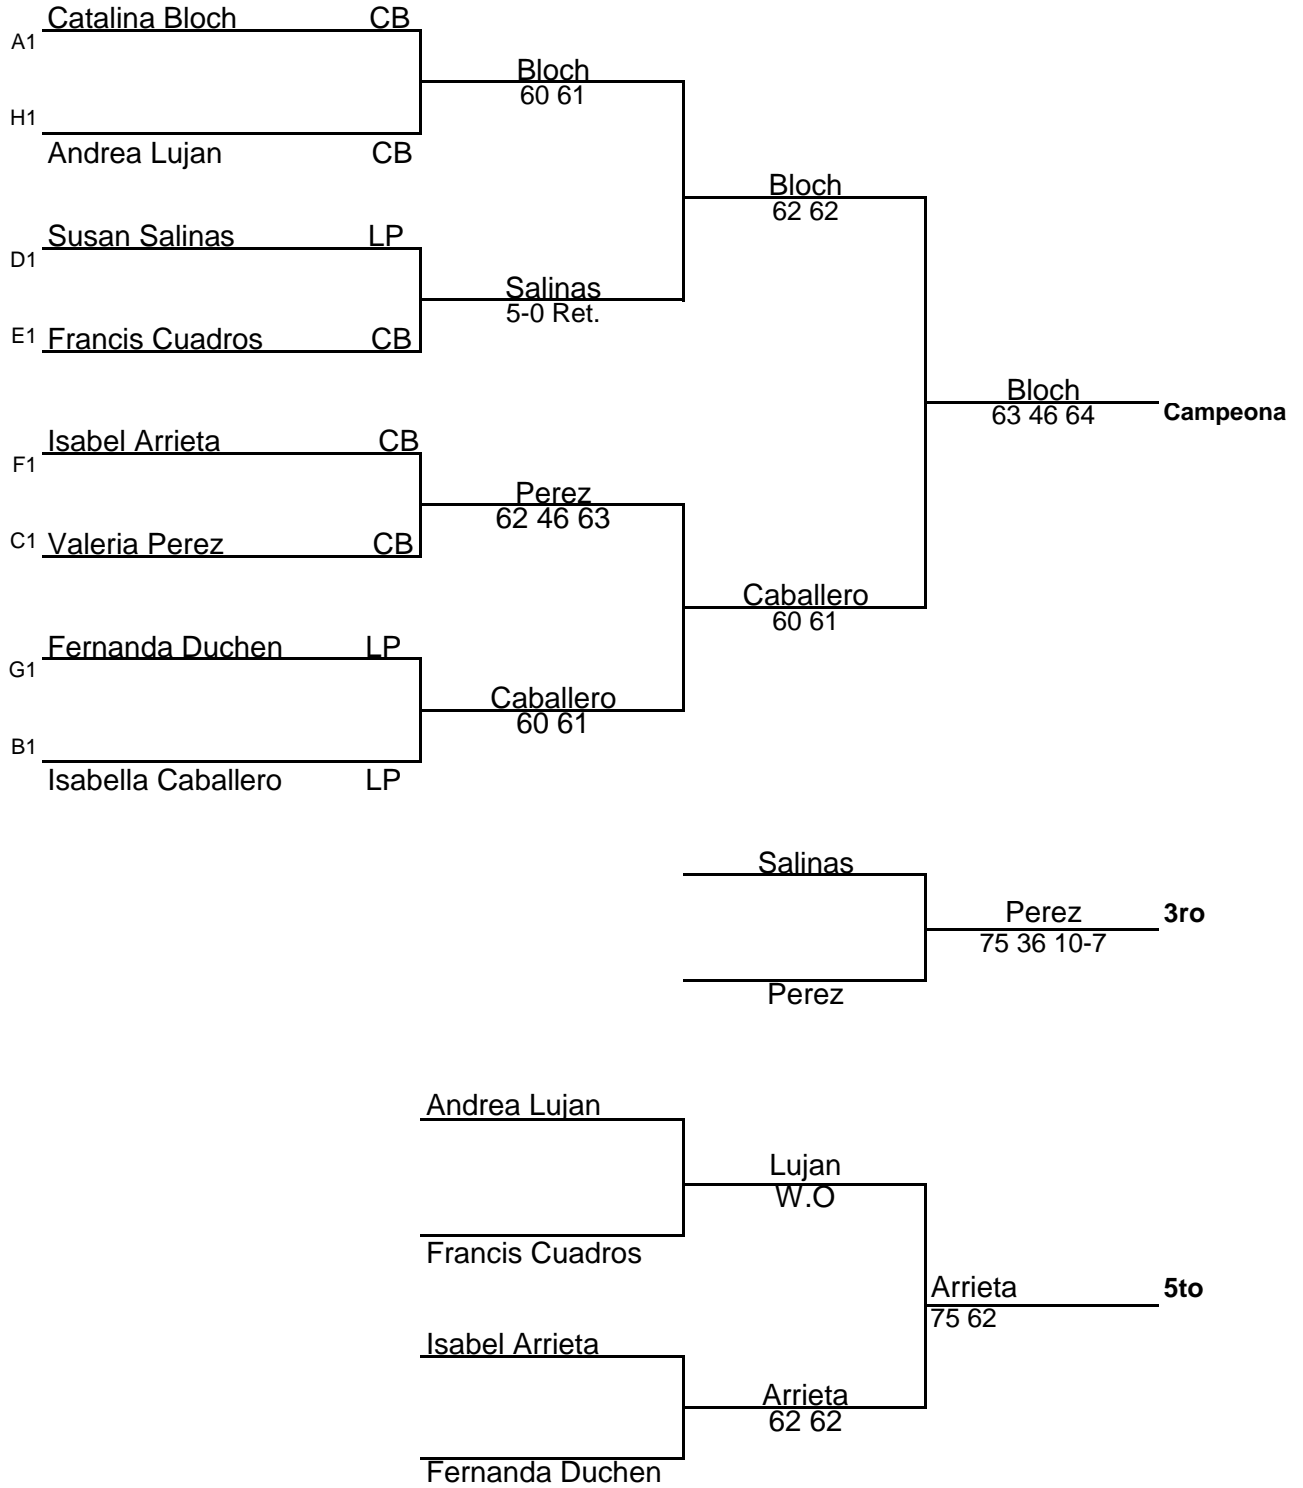 Catalina Bloch CB
A1
Bloch
60 61
H1
Andrea Lujan CB
Bloch
62 62
Susan Salinas LP
D1
Salinas
5-0 Ret.
E1 Francis Cuadros CB
Bloch
63 46 64
Campeona
Isabel Arrieta CB
F1
Perez
62 46 63
C1 Valeria Perez CB
Caballero
60 61
Fernanda Duchen LP
G1
Caballero
60 61
B1
Isabella Caballero LP
Salinas
Perez 3ro
75 36 10-7
Perez
Andrea Lujan
Lujan
W.O
Francis Cuadros
Arrieta 5to
75 62
Isabel Arrieta
Arrieta
62 62
Fernanda Duchen